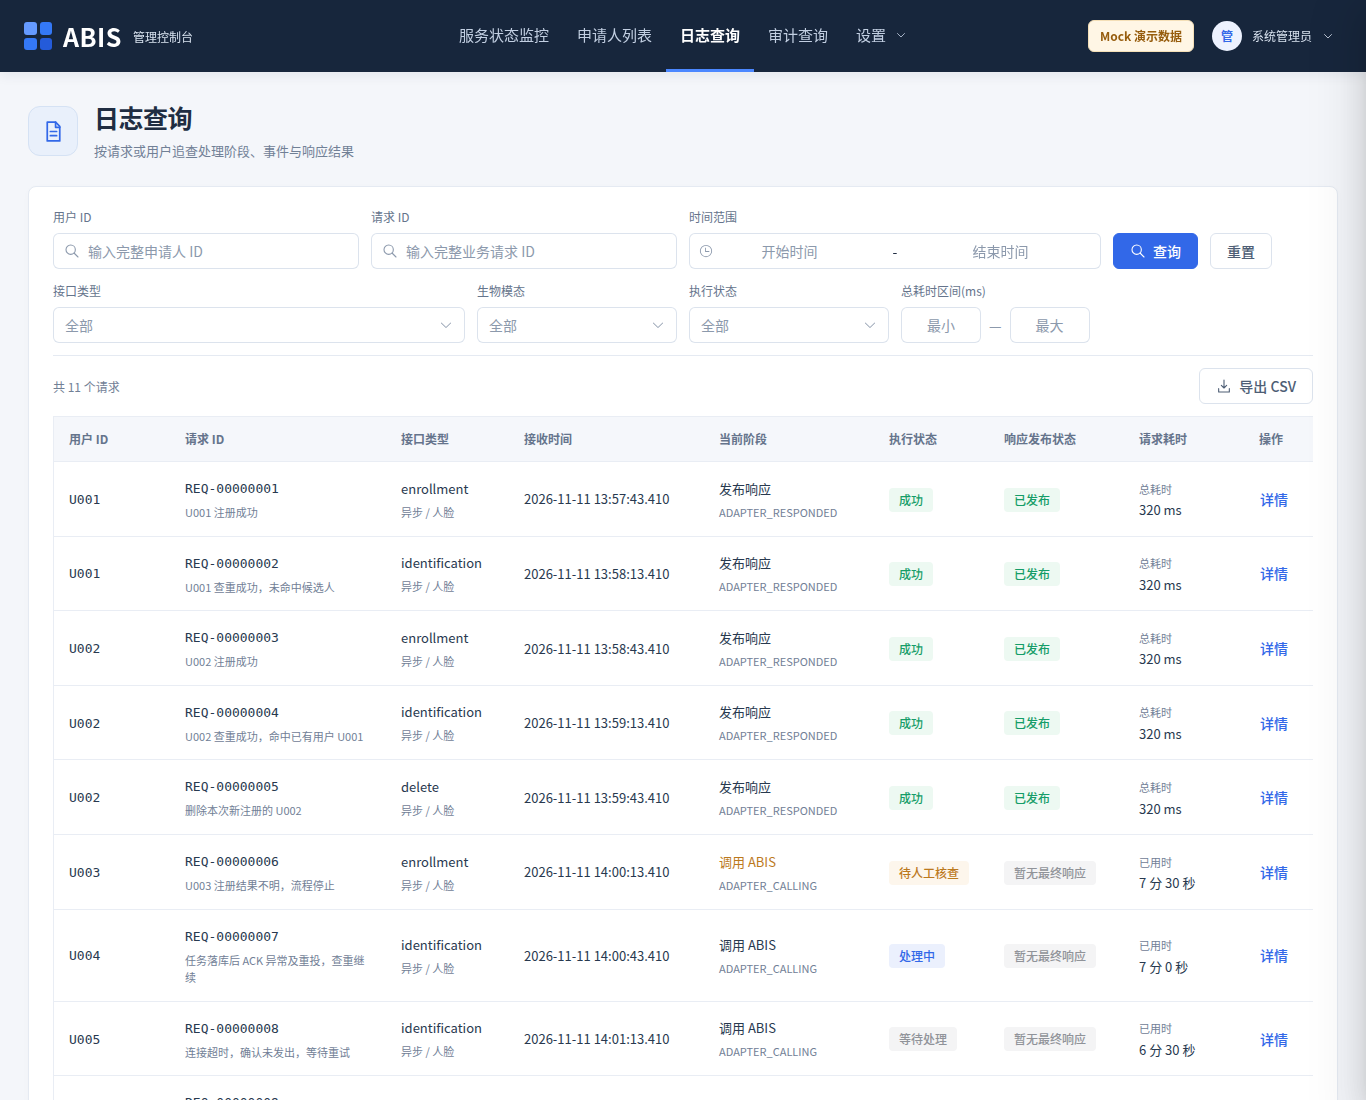 ABIS 管理控制台 服务状态监控 申请人列表 日志查询 审计查询 设置 Mock 演示数据 管 系统管理员
日志查询
按请求或用户追查处理阶段、事件与响应结果
用户 ID 请求 ID 时间范围
输入完整申请人 ID 输入完整业务请求 ID 开始时间 - 结束时间 查询 重置
接口类型 生物模态 执行状态 总耗时区间(ms)
全部 全部 全部 最小 — 最大
共 11 个请求 导出 CSV
用户 ID 请求 ID 接口类型 接收时间 当前阶段 执行状态 响应发布状态 请求耗时 操作
REQ-00000001 enrollment 发布响应 总耗时
U001 2026-11-11 13:57:43.410 成功 已发布 详情
U001 注册成功 异步 / 人脸 ADAPTER_RESPONDED 320 ms
REQ-00000002 identification 发布响应 总耗时
U001 2026-11-11 13:58:13.410 成功 已发布 详情
U001 查重成功，未命中候选人 异步 / 人脸 ADAPTER_RESPONDED 320 ms
REQ-00000003 enrollment 发布响应 总耗时
U002 2026-11-11 13:58:43.410 成功 已发布 详情
U002 注册成功 异步 / 人脸 ADAPTER_RESPONDED 320 ms
REQ-00000004 identification 发布响应 总耗时
U002 2026-11-11 13:59:13.410 成功 已发布 详情
U002 查重成功，命中已有用户 U001 异步 / 人脸 ADAPTER_RESPONDED 320 ms
REQ-00000005 delete 发布响应 总耗时
U002 2026-11-11 13:59:43.410 成功 已发布 详情
删除本次新注册的 U002 异步 / 人脸 ADAPTER_RESPONDED 320 ms
REQ-00000006 enrollment 调用 ABIS 已用时
U003 2026-11-11 14:00:13.410 待人工核查 暂无最终响应 详情
U003 注册结果不明，流程停止 异步 / 人脸 ADAPTER_CALLING 7 分 30 秒
REQ-00000007 identification 调用 ABIS 已用时
U004 2026-11-11 14:00:43.410 处理中 暂无最终响应 详情
任务落库后 ACK 异常及重投，查重继 异步 / 人脸 ADAPTER_CALLING 7 分 0 秒
续
REQ-00000008 identification 调用 ABIS 已用时
U005 2026-11-11 14:01:13.410 等待处理 暂无最终响应 详情
连接超时，确认未发出，等待重试 异步 / 人脸 ADAPTER_CALLING 6 分 30 秒